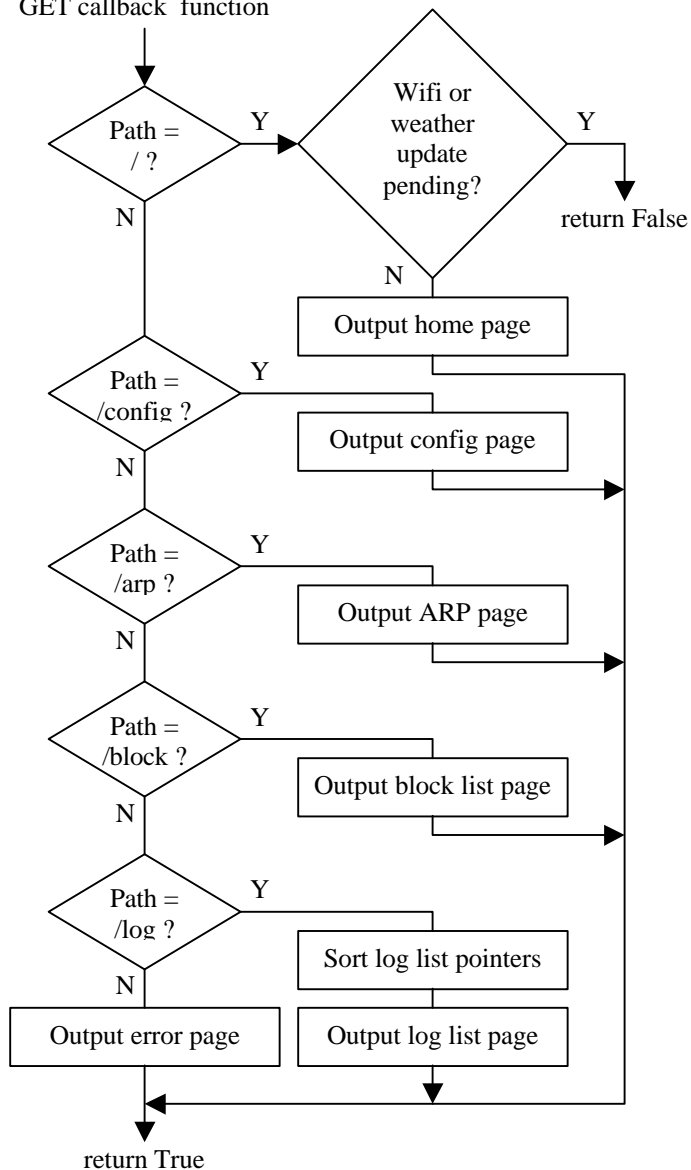 GET callback function
Path =
/ ?
Y
Wifi or
weather
update
pending?
Y
return False
N
N
Output home page
Path =
/config ?
Y
Output config page
N
Path =
/arp ?
Y
Output ARP page
N
Path =
/block ?
Y
Output block list page
N
Path =
/log ?
Y
Sort log list pointers
N
Output error page
Output log list page
return True